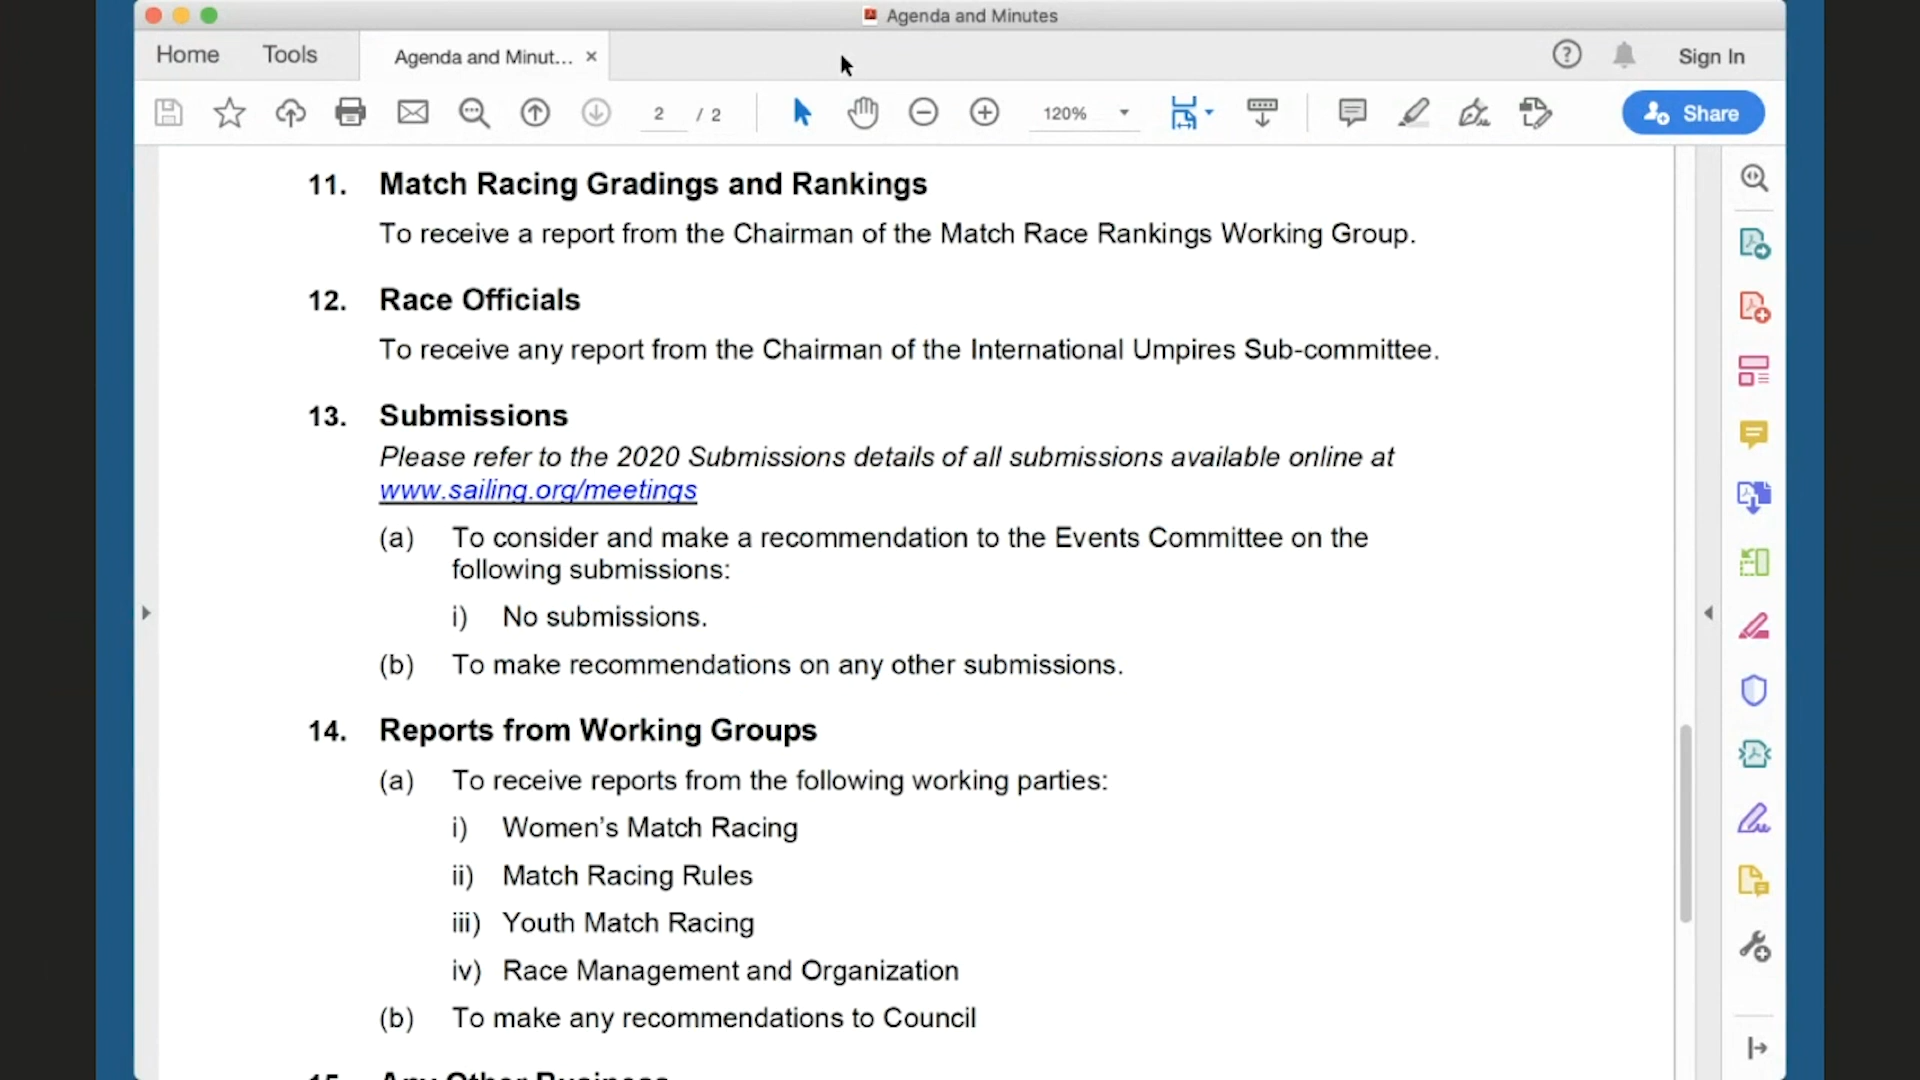 Agenda and Minutes
Home
Tools
Agenda and Minut...
Sign In
2 / 2
120%
Share
11. Match Racing Gradings and Rankings
To receive a report from the Chairman of the Match Race Rankings Working Group.
12. Race Officials
To receive any report from the Chairman of the International Umpires Sub-committee.
13. Submissions
Please refer to the 2020 Submissions details of all submissions available online at
www.sailing.org/meetings
(a) To consider and make a recommendation to the Events Committee on the
following submissions:
i) No submissions.
(b) To make recommendations on any other submissions.
14. Reports from Working Groups
(a) To receive reports from the following working parties:
i) Women’s Match Racing
ii) Match Racing Rules
iii) Youth Match Racing
iv) Race Management and Organization
(b) To make any recommendations to Council
15. Any Other Business